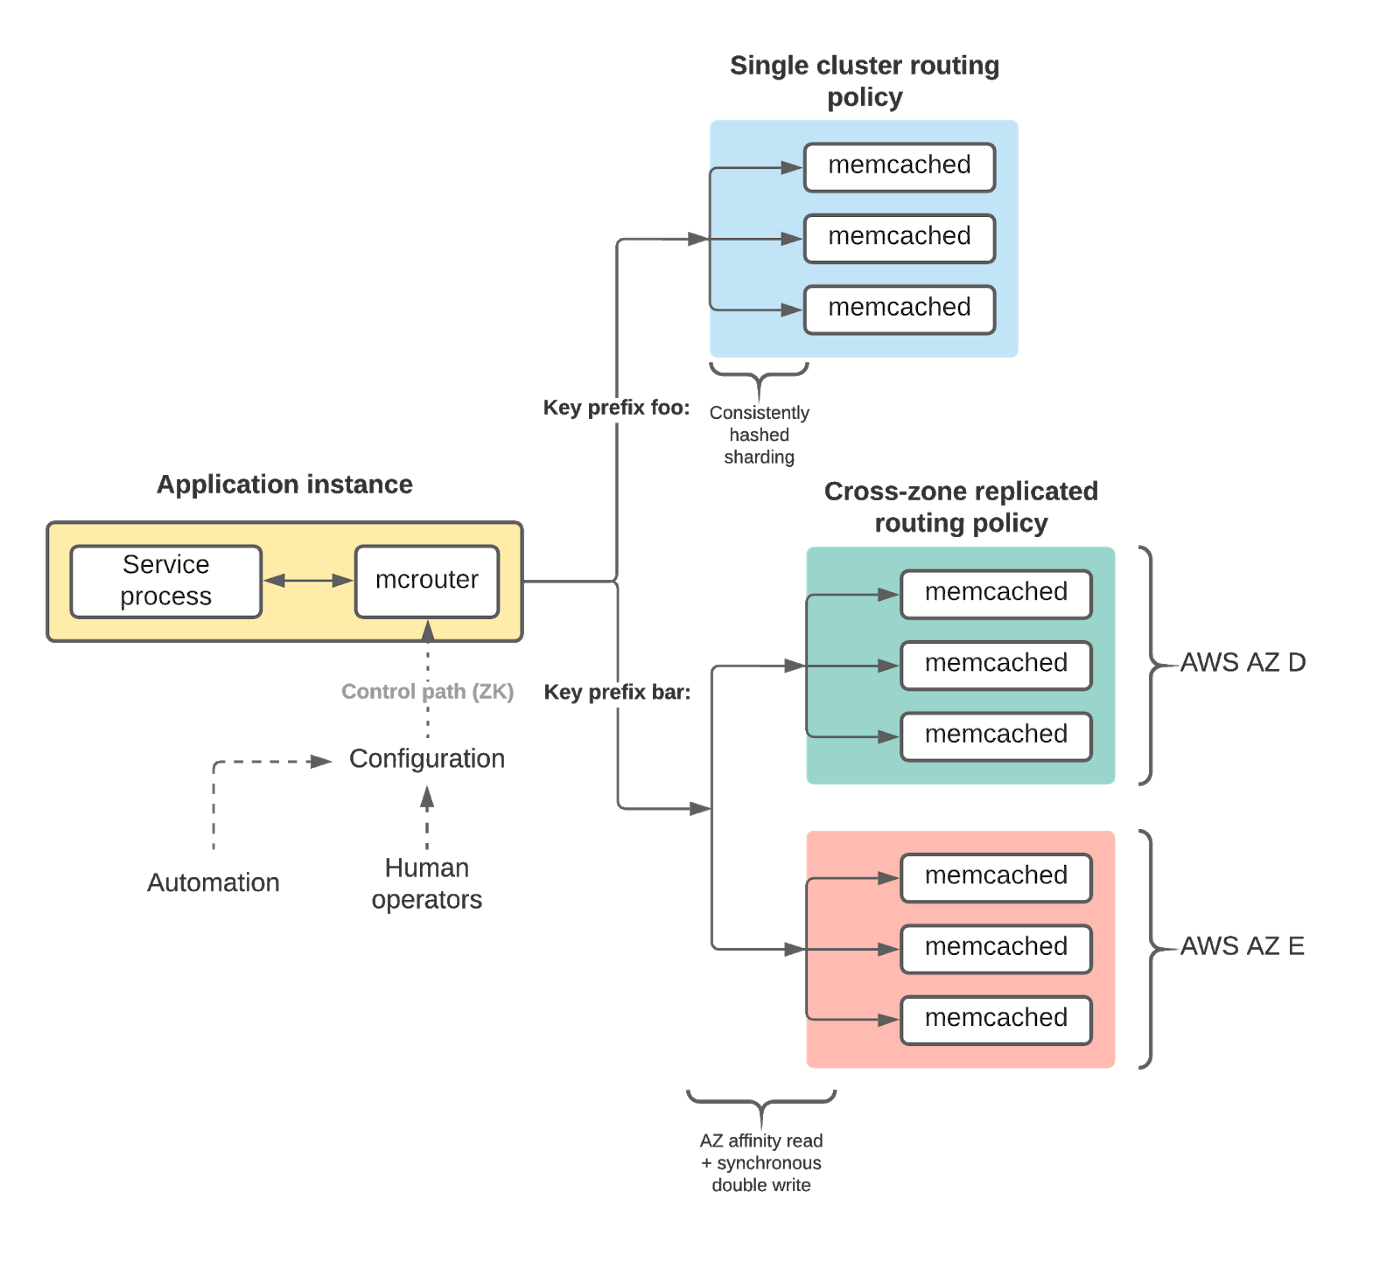 Single cluster routing
policy
memcached
memcached
memcached
Key prefix foo:
Consistently
hashed
sharding
Application instance
Service
process
mcrouter
Control path (ZK)
Configuration
Automation
Human
operators
Key prefix bar:
Cross-zone replicated
routing policy
memcached
memcached
memcached
AWS AZ D
memcached
memcached
memcached
AWS AZ E
AZ affinity read
+ synchronous
double write